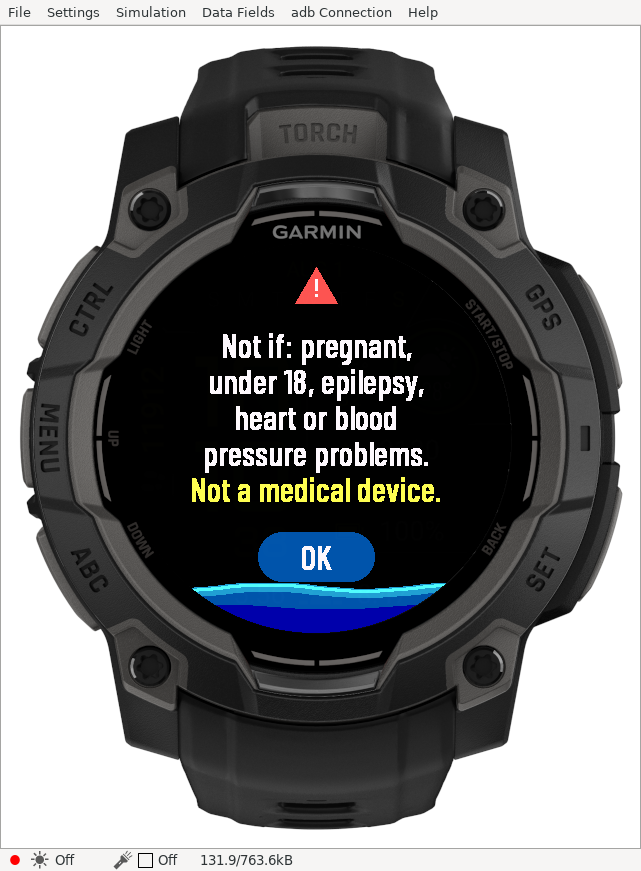 File Settings Simulation Data Fields adb Connection Help
TORCH
GARMIN
CTRL
GPS
LIGHT
START/STOP
!
Not if: pregnant,
under 18, epilepsy,
heart or blood
pressure problems.
Not a medical device.
MENU
UP
OK
DOWN
BACK
ABC
SET
Off Off 131.9/763.6kB